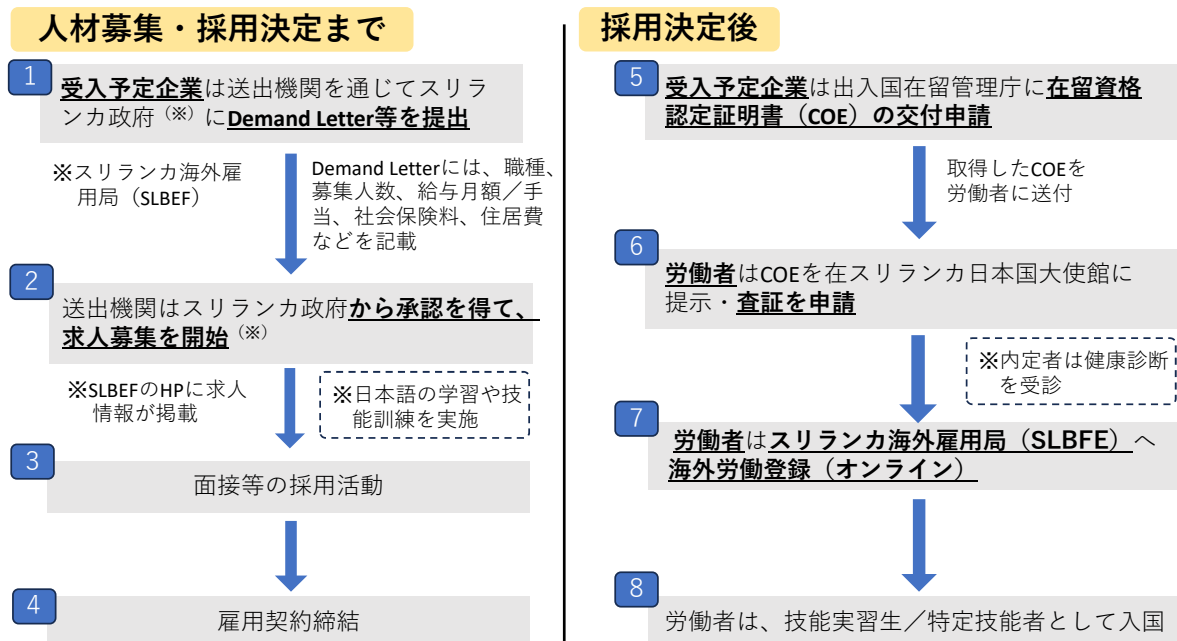 人材募集・採用決定まで
1
受入予定企業は送出機関を通じてスリラ
ンカ政府（※）にDemand Letter等を提出
※スリランカ海外雇
用局（SLBEF）
Demand Letterには、職種、
募集人数、給与月額／手
当、社会保険料、住居費
などを記載
2
送出機関はスリランカ政府から承認を得て、
求人募集を開始（※）
※SLBEFのHPに求人
情報が掲載
※日本語の学習や技
能訓練を実施
3
面接等の採用活動
4
雇用契約締結
採用決定後
5
受入予定企業は出入国在留管理庁に在留資格
認定証明書（COE）の交付申請
取得したCOEを
労働者に送付
6
労働者はCOEを在スリランカ日本国大使館に
提示・査証を申請
※内定者は健康診断
を受診
7
労働者はスリランカ海外雇用局（SLBFE）へ
海外労働登録（オンライン）
8
労働者は、技能実習生／特定技能者として入国